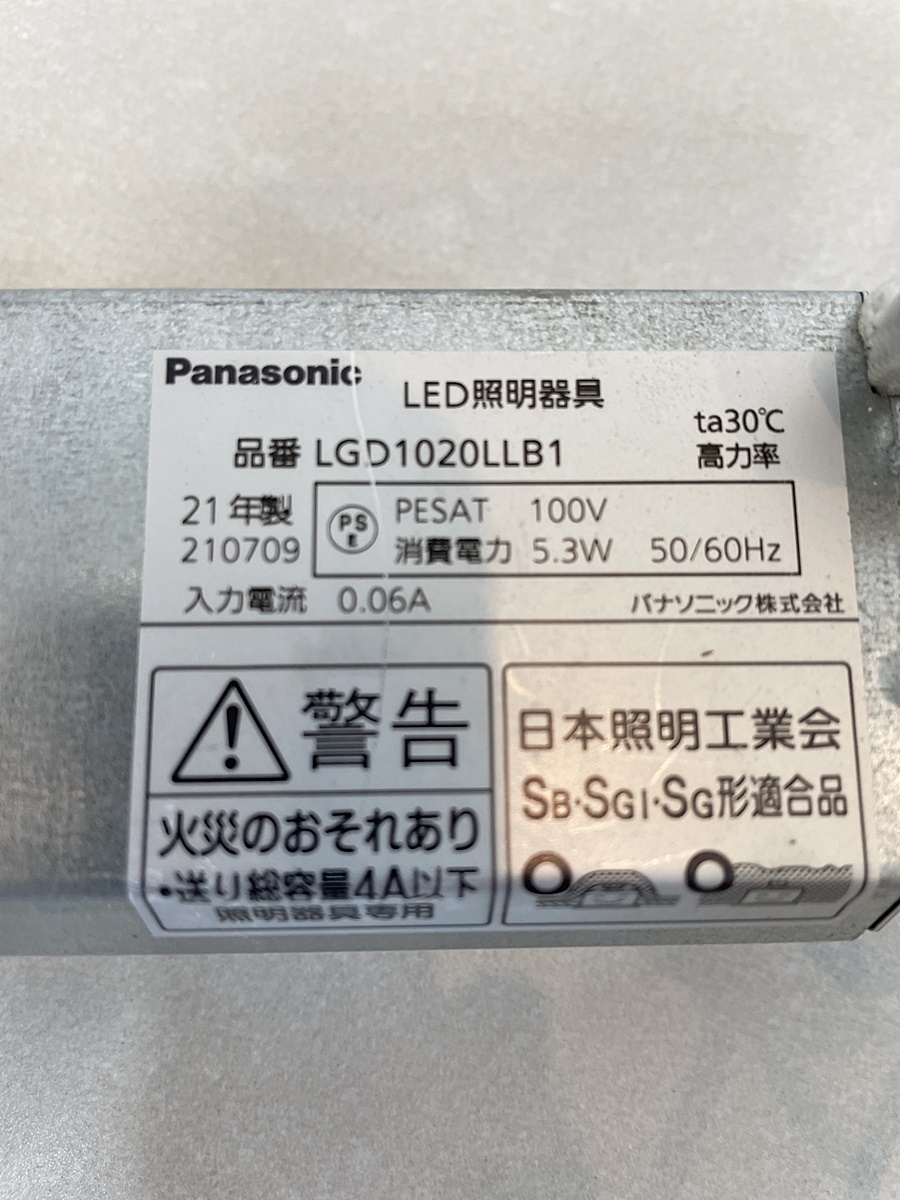 Panasonic
LED照明器具
ta30℃
品番 LGD1020LLB1
高力率
21年製
PSE PESAT 100V
210709
消費電力 5.3W 50/60Hz
入力電流 0.06A
パナソニック株式会社
警告
火災のおそれあり
•送り総容量4A以下
照明器具専用
日本照明工業会
SB・SGI・SG形適合品